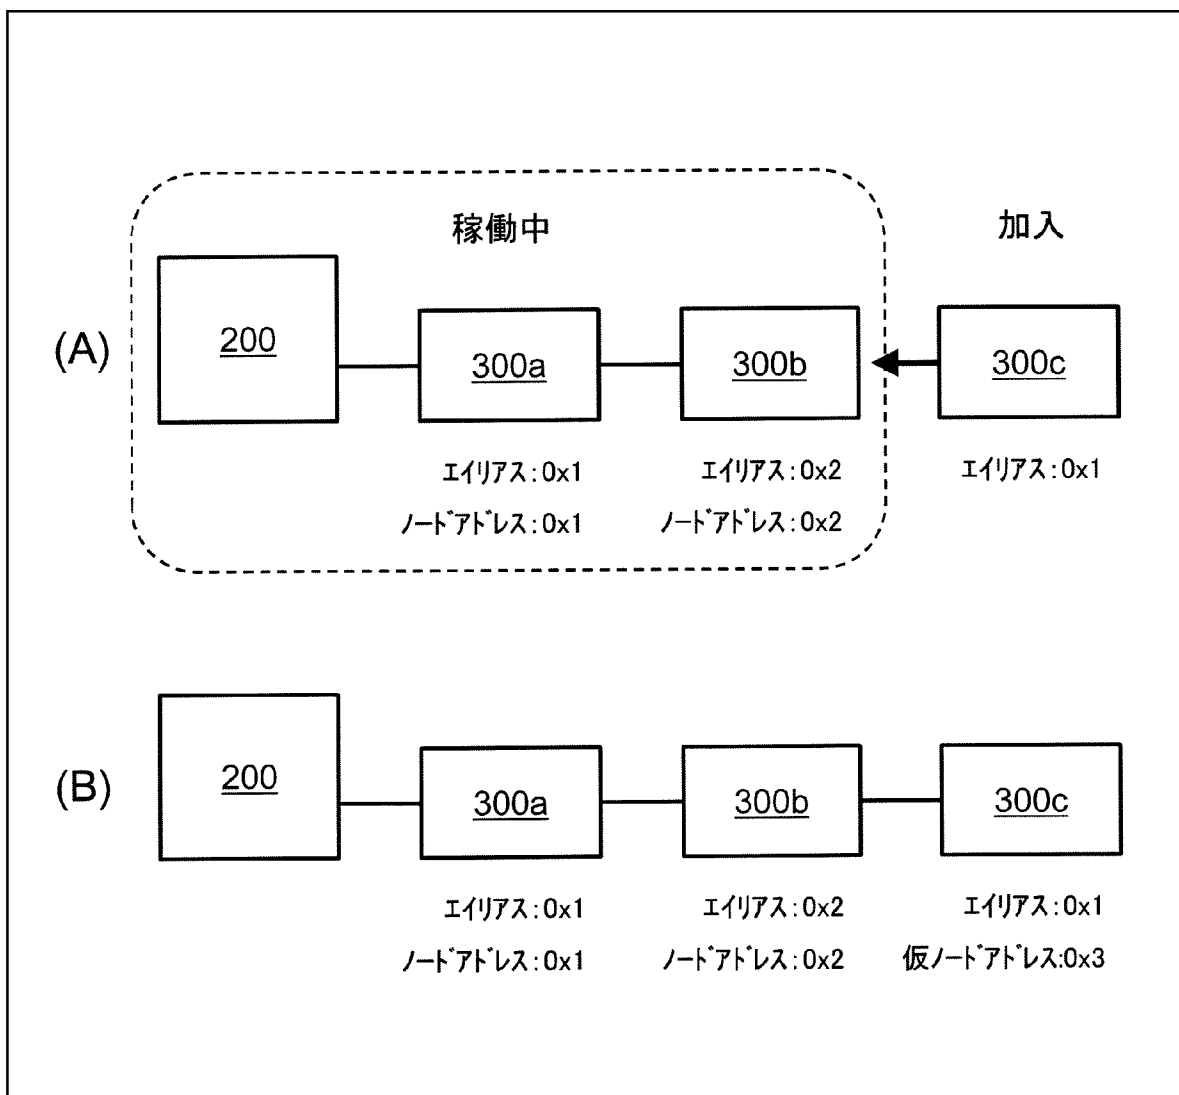 稼働中
加入
(A)
200
300a
300b
300c
エイリアス:0x1
エイリアス:0x2
エイリアス:0x1
ノードアドレス:0x1
ノードアドレス:0x2
(B)
200
300a
300b
300c
エイリアス:0x1
エイリアス:0x2
エイリアス:0x1
ノードアドレス:0x1
ノードアドレス:0x2
仮ノードアドレス:0x3